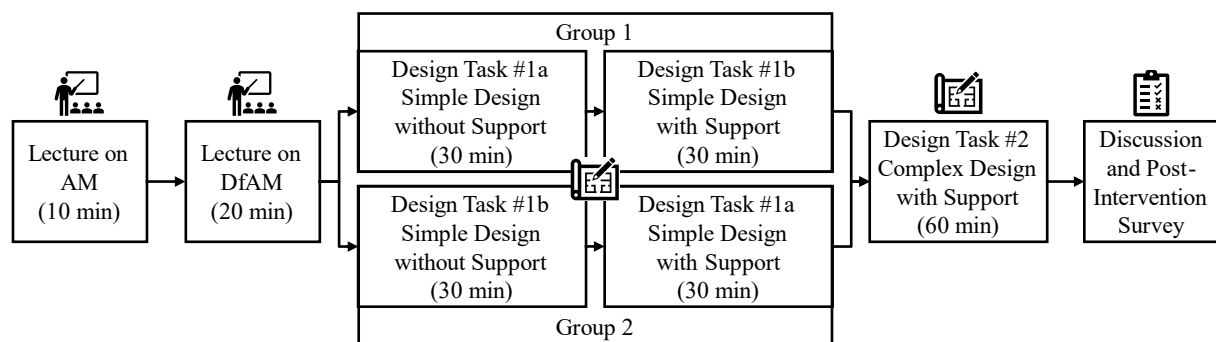 Group 1
Lecture on
AM
(10 min)
Lecture on
DfAM
(20 min)
Design Task #1a
Simple Design
without Support
(30 min)
Design Task #1b
Simple Design
with Support
(30 min)
Design Task #1b
Simple Design
without Support
(30 min)
Design Task #1a
Simple Design
with Support
(30 min)
Group 2
Design Task #2
Complex Design
with Support
(60 min)
Discussion
and Post-
Intervention
Survey